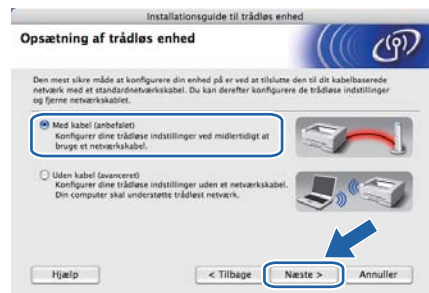 Installationsguide til trådløs enhed
Opsætning af trådløs enhed
Den mest sikre måde at konfigurere din enhed på er ved at tilslutte den til dit kabelbaserede
netværk med et standardnetværkskabel. Du kan derefter konfigurere de trådløse indstillinger
og fjerne netværkskablet.
Med kabel (anbefalet)
Konfigurer dine trådløse indstillinger ved midlertidigt at
bruge et netværkskabel.
Uden kabel (avanceret)
Konfigurer dine trådløse indstillinger uden et netværkskabel.
Din computer skal understøtte trådløst netværk.
Hjælp
< Tilbage
Næste >
Annuller